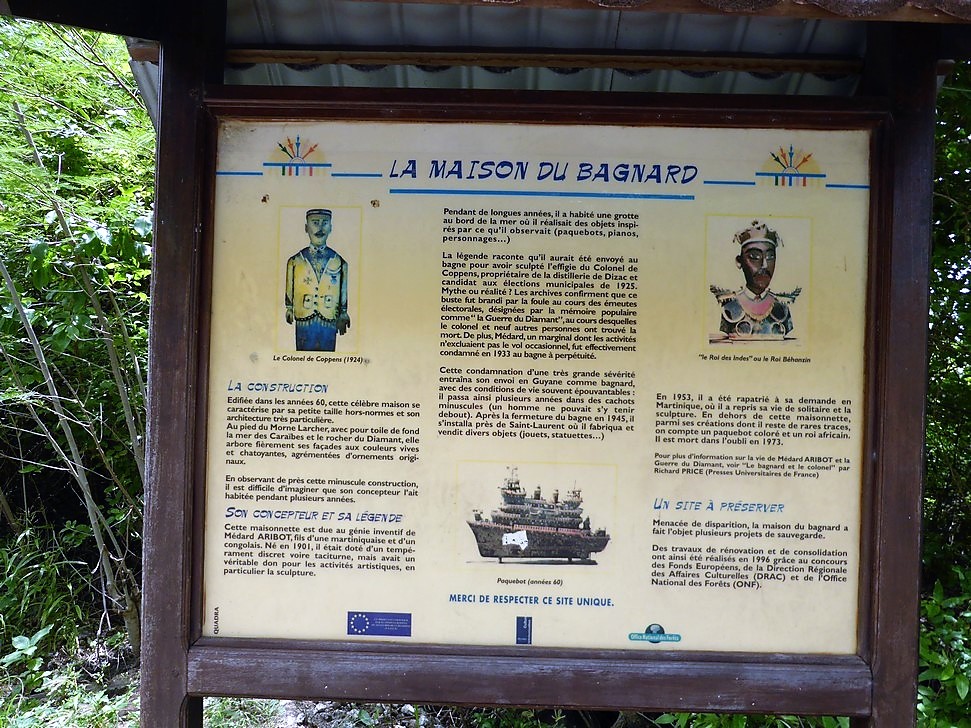 LA MAISON DU BAGNARD
Le Colonel de Coppens (1924)
LA CONSTRUCTION
Edifiée dans les années 60, cette célèbre maison se
caractérise par sa petite taille hors-normes et son
architecture très particulière.
Au pied du Morne Larcher, avec pour toile de fond
la mer des Caraïbes et le rocher du Diamant, elle
arbore fièrement ses façades aux couleurs vives
et chatoyantes, agrémentées d'ornements origi-
naux.
En observant de près cette minuscule construction,
il est difficile d'imaginer que son concepteur l'ait
habitée pendant plusieurs années.
SON CONCEPTEUR ET SA LÉGENDE
Cette maisonnette est due au génie inventif de
Médard ARIBOT, fils d'une martiniquaise et d'un
congolais. Né en 1901, il était doté d'un tempé-
rament discret voire taciturne, mais avait un
véritable don pour les activités artistiques, en
particulier la sculpture.
Pendant de longues années, il a habité une grotte
au bord de la mer où il réalisait des objets inspi-
rés par ce qu'il observait (paquebots, pianos,
personnages...)
La légende raconte qu'il aurait été envoyé au
bagne pour avoir sculpté l'effigie du Colonel de
Coppens, propriétaire de la distillerie de Dizac et
candidat aux élections municipales de 1925.
Mythe ou réalité ? Les archives confirment que ce
buste fut brandi par la foule au cours des émeutes
électorales, désignées par la mémoire populaire
comme "la Guerre du Diamant", au cours desquelles
le colonel et neuf autres personnes ont trouvé la
mort. De plus, Médard, un marginal dont les activités
n'excluaient pas le vol occasionnel, fut effectivement
condamné en 1933 au bagne à perpétuité.
Cette condamnation d'une très grande sévérité
entraîna son envoi en Guyane comme bagnard,
avec des conditions de vie souvent épouvantables :
il passa ainsi plusieurs années dans des cachots
minuscules (un homme ne pouvait s'y tenir
debout). Après la fermeture du bagne en 1945, il
s'installa près de Saint-Laurent où il fabriqua et
vendit divers objets (jouets, statuettes...)
Paquebot (années 60)
MERCI DE RESPECTER CE SITE UNIQUE.
"le Roi des Indes" ou le Roi Béhanzin
En 1953, il a été rapatrié à sa demande en
Martinique, où il a repris sa vie de solitaire et la
sculpture. En dehors de cette maisonnette,
parmi ses créations dont il reste de rares traces,
on compte un paquebot coloré et un roi africain.
Il est mort dans l'oubli en 1973.
Pour plus d'information sur la vie de Médard ARIBOT et la
Guerre du Diamant, voir "Le bagnard et le colonel" par
Richard PRICE (Presses Universitaires de France)
UN SITE À PRÉSERVER
Menacée de disparition, la maison du bagnard a
fait l'objet plusieurs projets de sauvegarde.
Des travaux de rénovation et de consolidation
ont ainsi été réalisés en 1996 grâce au concours
des Fonds Européens, de la Direction Régionale
des Affaires Culturelles (DRAC) et de l'Office
National des Forêts (ONF).
QUADRA
Office National des Forêts